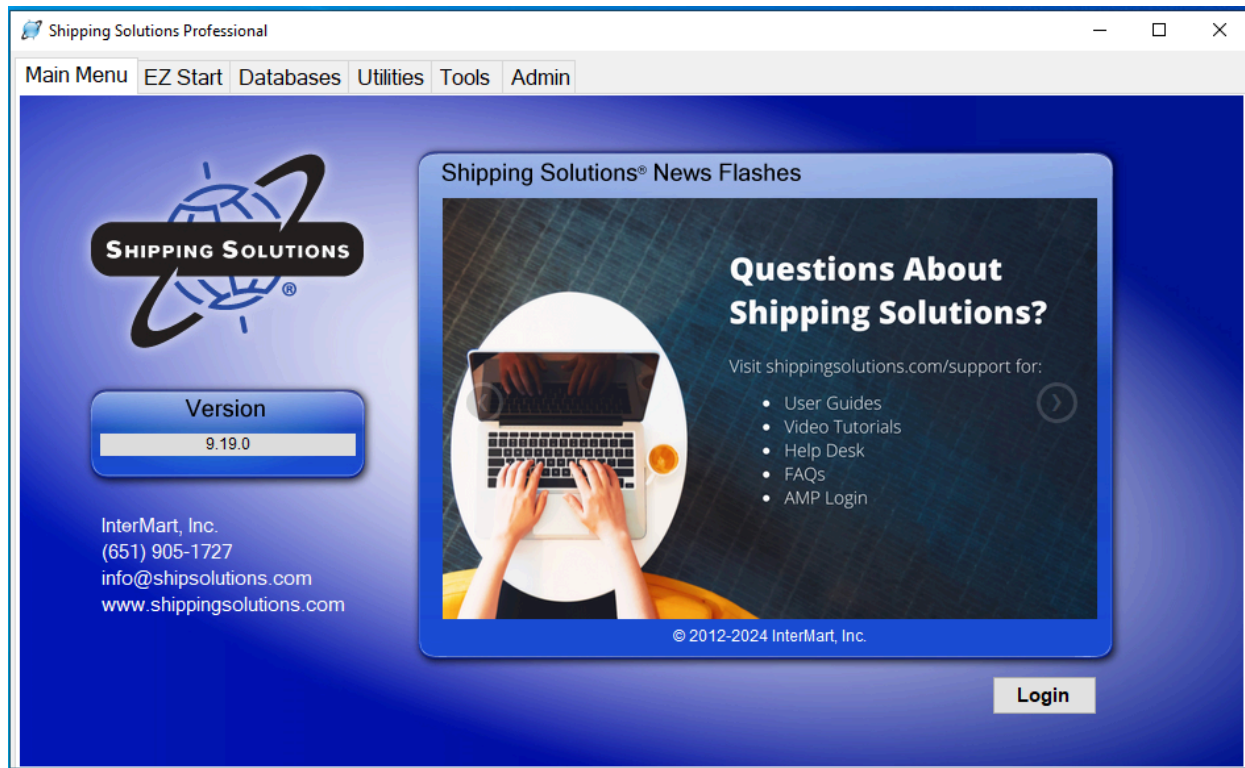 Shipping Solutions Professional
Main Menu EZ Start Databases Utilities Tools Admin
SHIPPING SOLUTIONS
®
Version
9.19.0
InterMart, Inc.
(651) 905-1727
info@shipsolutions.com
www.shippingsolutions.com
Shipping Solutions® News Flashes
Questions About
Shipping Solutions?
Visit shippingsolutions.com/support for:
• User Guides
• Video Tutorials
• Help Desk
• FAQs
• AMP Login
© 2012-2024 InterMart, Inc.
Login